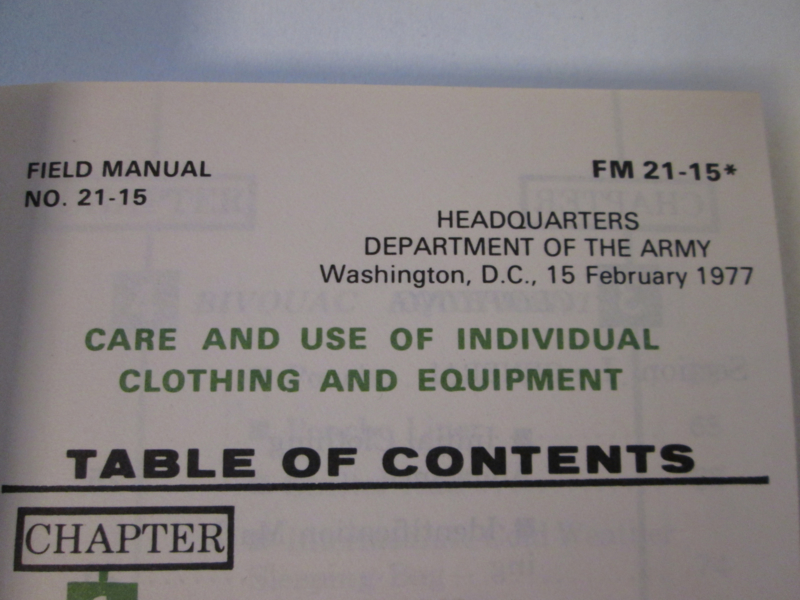 FIELD MANUAL
NO. 21-15
FM 21-15*
HEADQUARTERS
DEPARTMENT OF THE ARMY
Washington, D.C., 15 February 1977
CARE AND USE OF INDIVIDUAL
CLOTHING AND EQUIPMENT
TABLE OF CONTENTS
CHAPTER